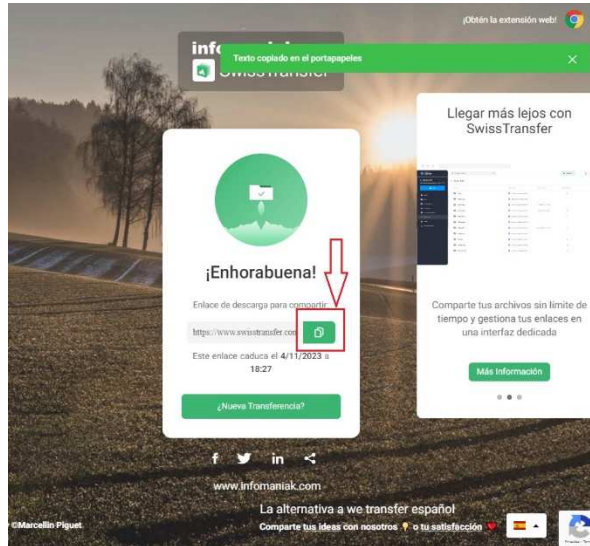 ¡Obtén la extensión web!
info
Texto copiado en el portapapeles
SwissTransfer
Llegar más lejos con
SwissTransfer
¡Enhorabuena!
Enlace de descarga para compartir:
https://www.swisstransfer.com
Este enlace caduca el 4/11/2023 a
18:27
¿Nueva Transferencia?
Comparte tus archivos sin límite de
tiempo y gestiona tus enlaces en
una interfaz dedicada
Más información
www.infomaniak.com
La alternativa a we transfer español
Comparte tus ideas con nosotros o tu satisfacción
©Marcellin Piguet